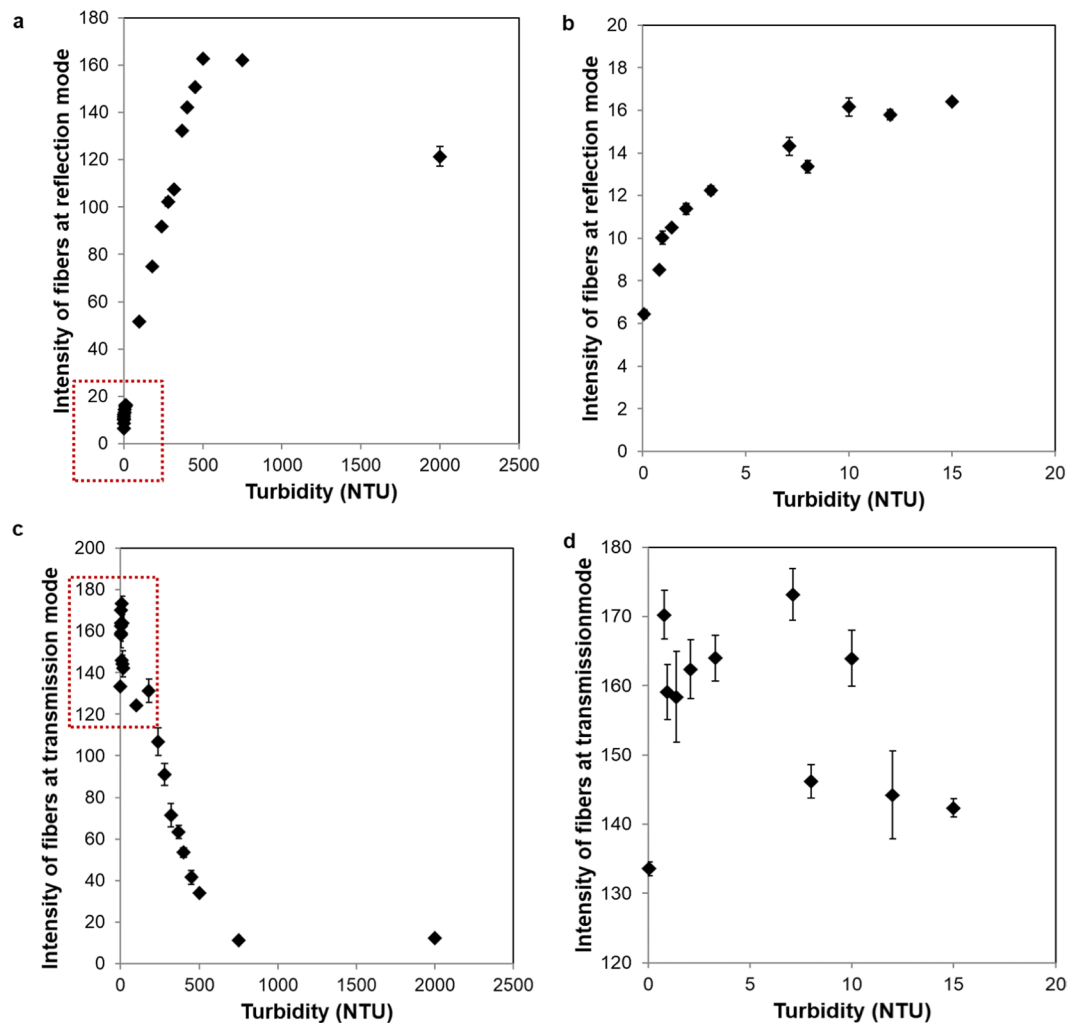 a
Intensity of fibers at reflection mode
180
160
140
120
100
80
60
40
20
0
0 500 1000 1500 2000 2500
Turbidity (NTU)
b
Intensity of fibers at reflection mode
20
18
16
14
12
10
8
6
4
2
0
0 5 10 15 20
Turbidity (NTU)
c
Intensity of fibers at transmission mode
200
180
160
140
120
100
80
60
40
20
0
0 500 1000 1500 2000 2500
Turbidity (NTU)
d
Intensity of fibers at transmissionmode
180
170
160
150
140
130
120
0 5 10 15 20
Turbidity (NTU)